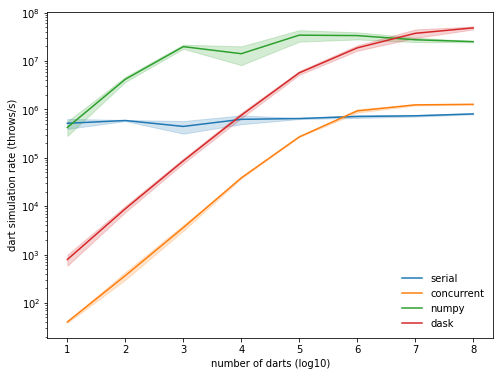 10^8
10^7
10^6
10^5
10^4
10^3
10^2
dart simulation rate (throws/s)
serial
concurrent
numpy
dask
1 2 3 4 5 6 7 8
number of darts (log10)